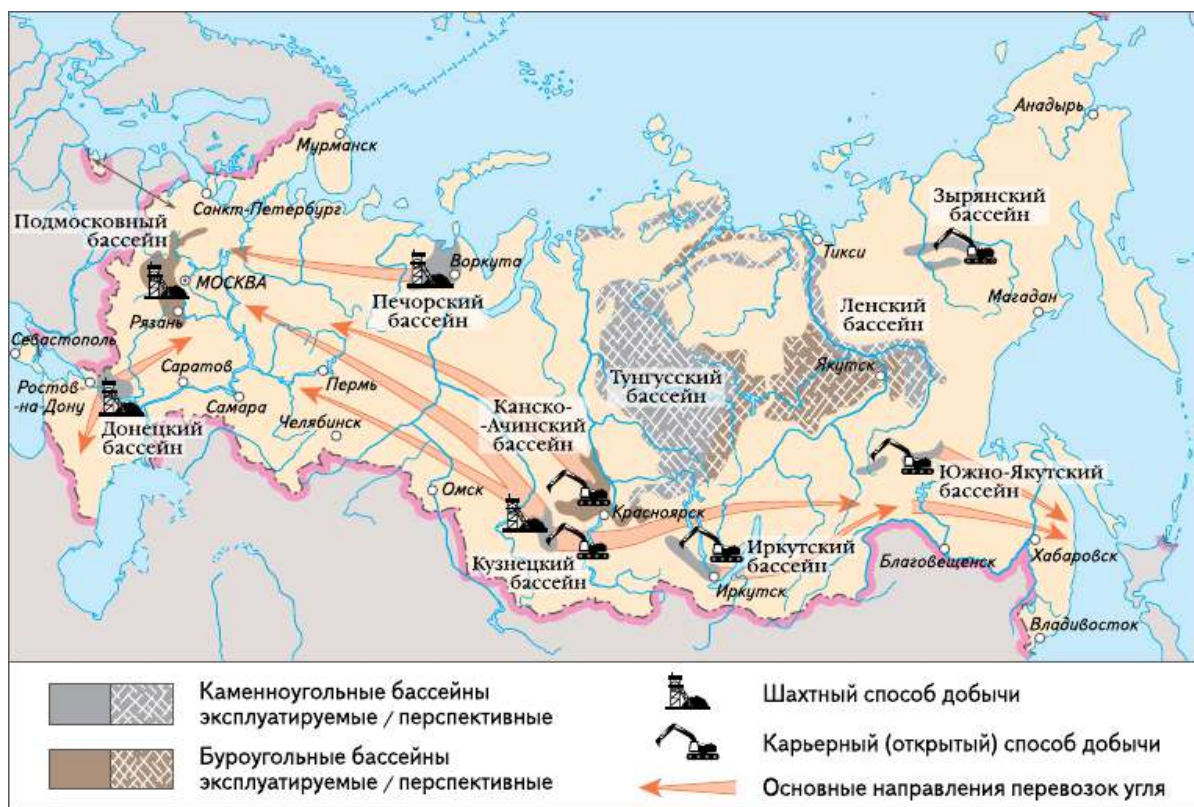 Мурманск
Анадырь
Санкт-Петербург
Подмосковный
бассейн
Зырянский
бассейн
Воркута
Тикси
МОСКВА
Печорский
бассейн
Магадан
Ленский
бассейн
Рязань
Севастополь
Якутск
Ростов-
-на-Дону
Саратов
Пермь
Тунгусский
бассейн
Самара
Челябинск
Донецкий
бассейн
Канско-
-Ачинский
бассейн
Южно-Якутский
бассейн
Омск
Красноярск
Кузнецкий
бассейн
Иркутский
бассейн
Иркутск
Благовещенск
Хабаровск
Владивосток
Каменноугольные бассейны
эксплуатируемые / перспективные
Буроугольные бассейны
эксплуатируемые / перспективные
Шахтный способ добычи
Карьерный (открытый) способ добычи
Основные направления перевозок угля